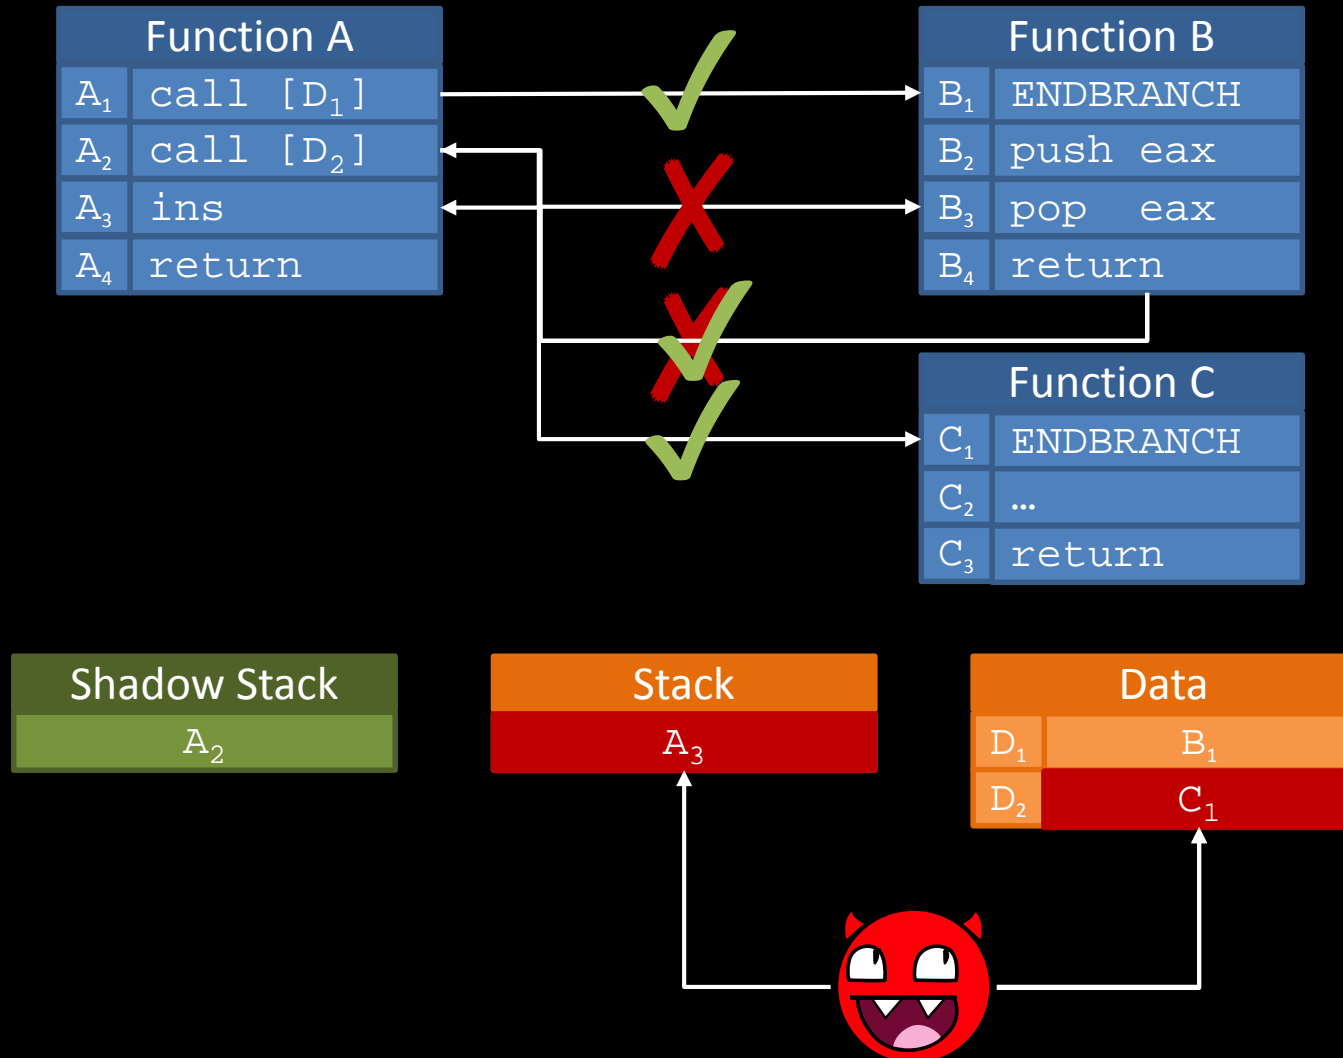 Function A
A₁ call [D₁]
A₂ call [D₂]
A₃ ins
A₄ return
Function B
B₁ ENDBRANCH
B₂ push eax
B₃ pop eax
B₄ return
Function C
C₁ ENDBRANCH
C₂ …
C₃ return
Shadow Stack
A₂
Stack
A₃
Data
D₁ B₁
D₂ C₁